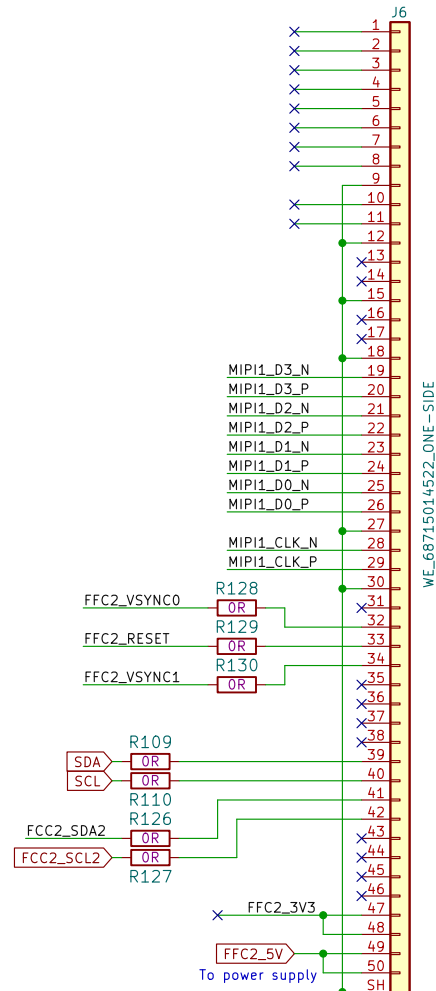 J6
1
2
3
4
5
6
7
8
9
10
11
12
13
14
15
16
17
18
MIPI1_D3_N 19
MIPI1_D3_P 20
MIPI1_D2_N 21
MIPI1_D2_P 22
MIPI1_D1_N 23
MIPI1_D1_P 24
MIPI1_D0_N 25
MIPI1_D0_P 26
27
MIPI1_CLK_N 28
MIPI1_CLK_P 29
30
WE_68715014522_ONE-SIDE
R128
31
FFC2_VSYNC0 0R
32
R129
FFC2_RESET 0R 33
R130
34
FFC2_VSYNC1 0R 35
36
37
38
R109
SDA 0R 39
SCL 0R 40
R110
41
R126
42
FCC2_SDA2 0R 43
FCC2_SCL2 0R 44
R127
45
46
FFC2_3V3 47
48
FFC2_5V 49
To power supply 50
SH